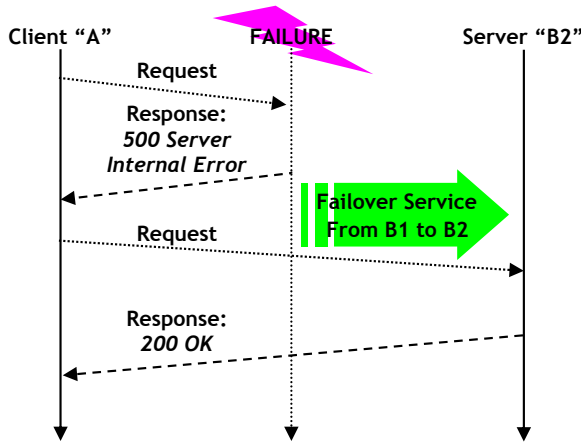 Client “A”
FAILURE
Server “B2”
Request
Response:
500 Server
Internal Error
Failover Service
From B1 to B2
Request
Response:
200 OK